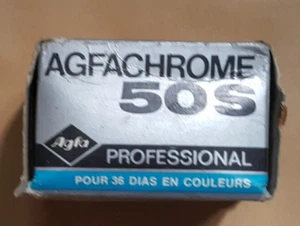 AGFACHROME
50S
Agfa
PROFESSIONAL
POUR 36 DIAS EN COULEURS